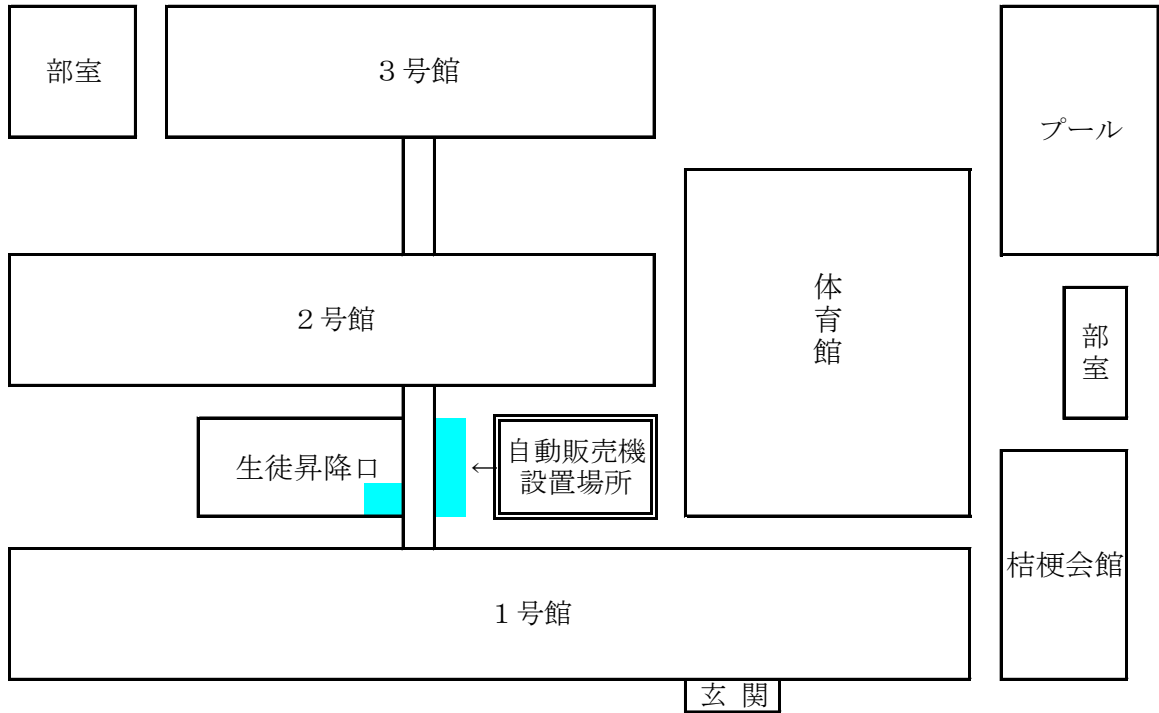 部室
３号館
プール
体育館
２号館
部室
生徒昇降口
←
自動販売機
設置場所
桔梗会館
１号館
玄 関